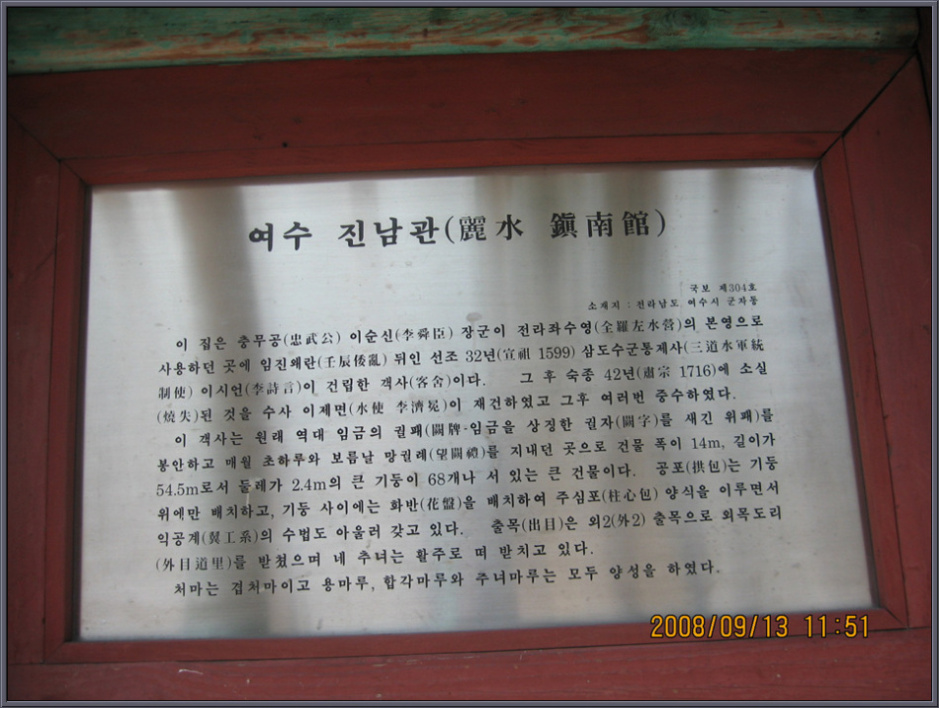 여수 진남관(麗水 鎭南館)
국보 제304호
소재지 : 전라남도 여수시 군자동
이 집은 충무공(忠武公) 이순신(李舜臣) 장군이 전라좌수영(全羅左水營)의 본영으로
사용하던 곳에 임진왜란(壬辰倭亂) 뒤인 선조 32년(宣祖 1599) 삼도수군통제사(三道水軍統
制使) 이시언(李詩言)이 건립한 객사(客舍)이다. 그 후 숙종 42년(肅宗 1716)에 소실
(燒失)된 것을 수사 이제면(水使 李濟冕)이 재건하였고 그후 여러번 중수하였다.
이 객사는 원래 역대 임금의 궐패(闕牌-임금을 상징한 궐자(闕字)를 새긴 위패)를
봉안하고 매월 초하루와 보름날 망궐례(望闕禮)를 지내던 곳으로 건물 폭이 14m, 길이가
54.5m로서 둘레가 2.4m의 큰 기둥이 68개나 서 있는 큰 건물이다. 공포(拱包)는 기둥
위에만 배치하고, 기둥 사이에는 화반(花盤)을 배치하여 주심포(柱心包) 양식을 이루면서
익공계(翼工系)의 수법도 아울러 갖고 있다. 출목(出目)은 외2(外2) 출목으로 외목도리
(外目道里)를 받쳤으며 네 추녀는 활주로 떠 받치고 있다.
처마는 겹처마이고 용마루, 합각마루와 추녀마루는 모두 양성을 하였다.
2008/09/13 11:51